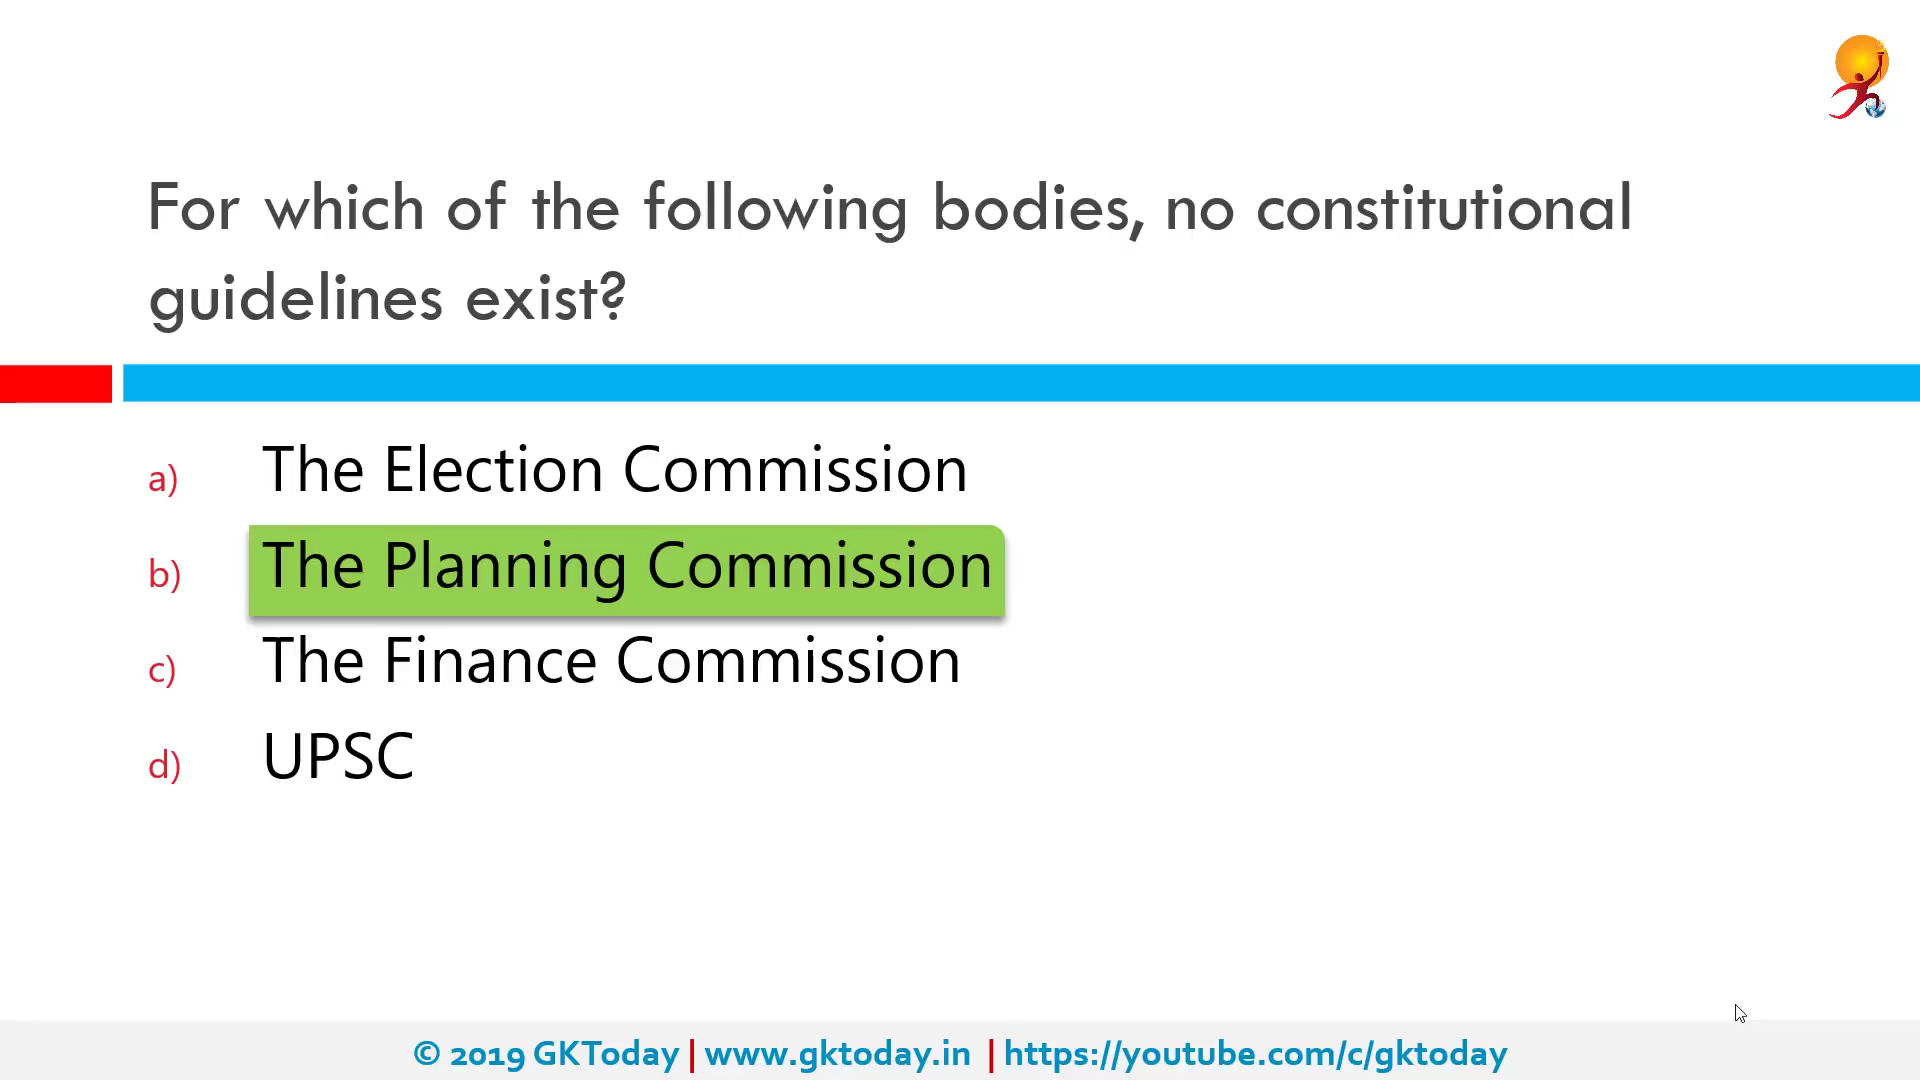 For which of the following bodies, no constitutional
guidelines exist?
a) The Election Commission
b) The Planning Commission
c) The Finance Commission
d) UPSC
© 2019 GKToday | www.gktoday.in | https://youtube.com/c/gktoday